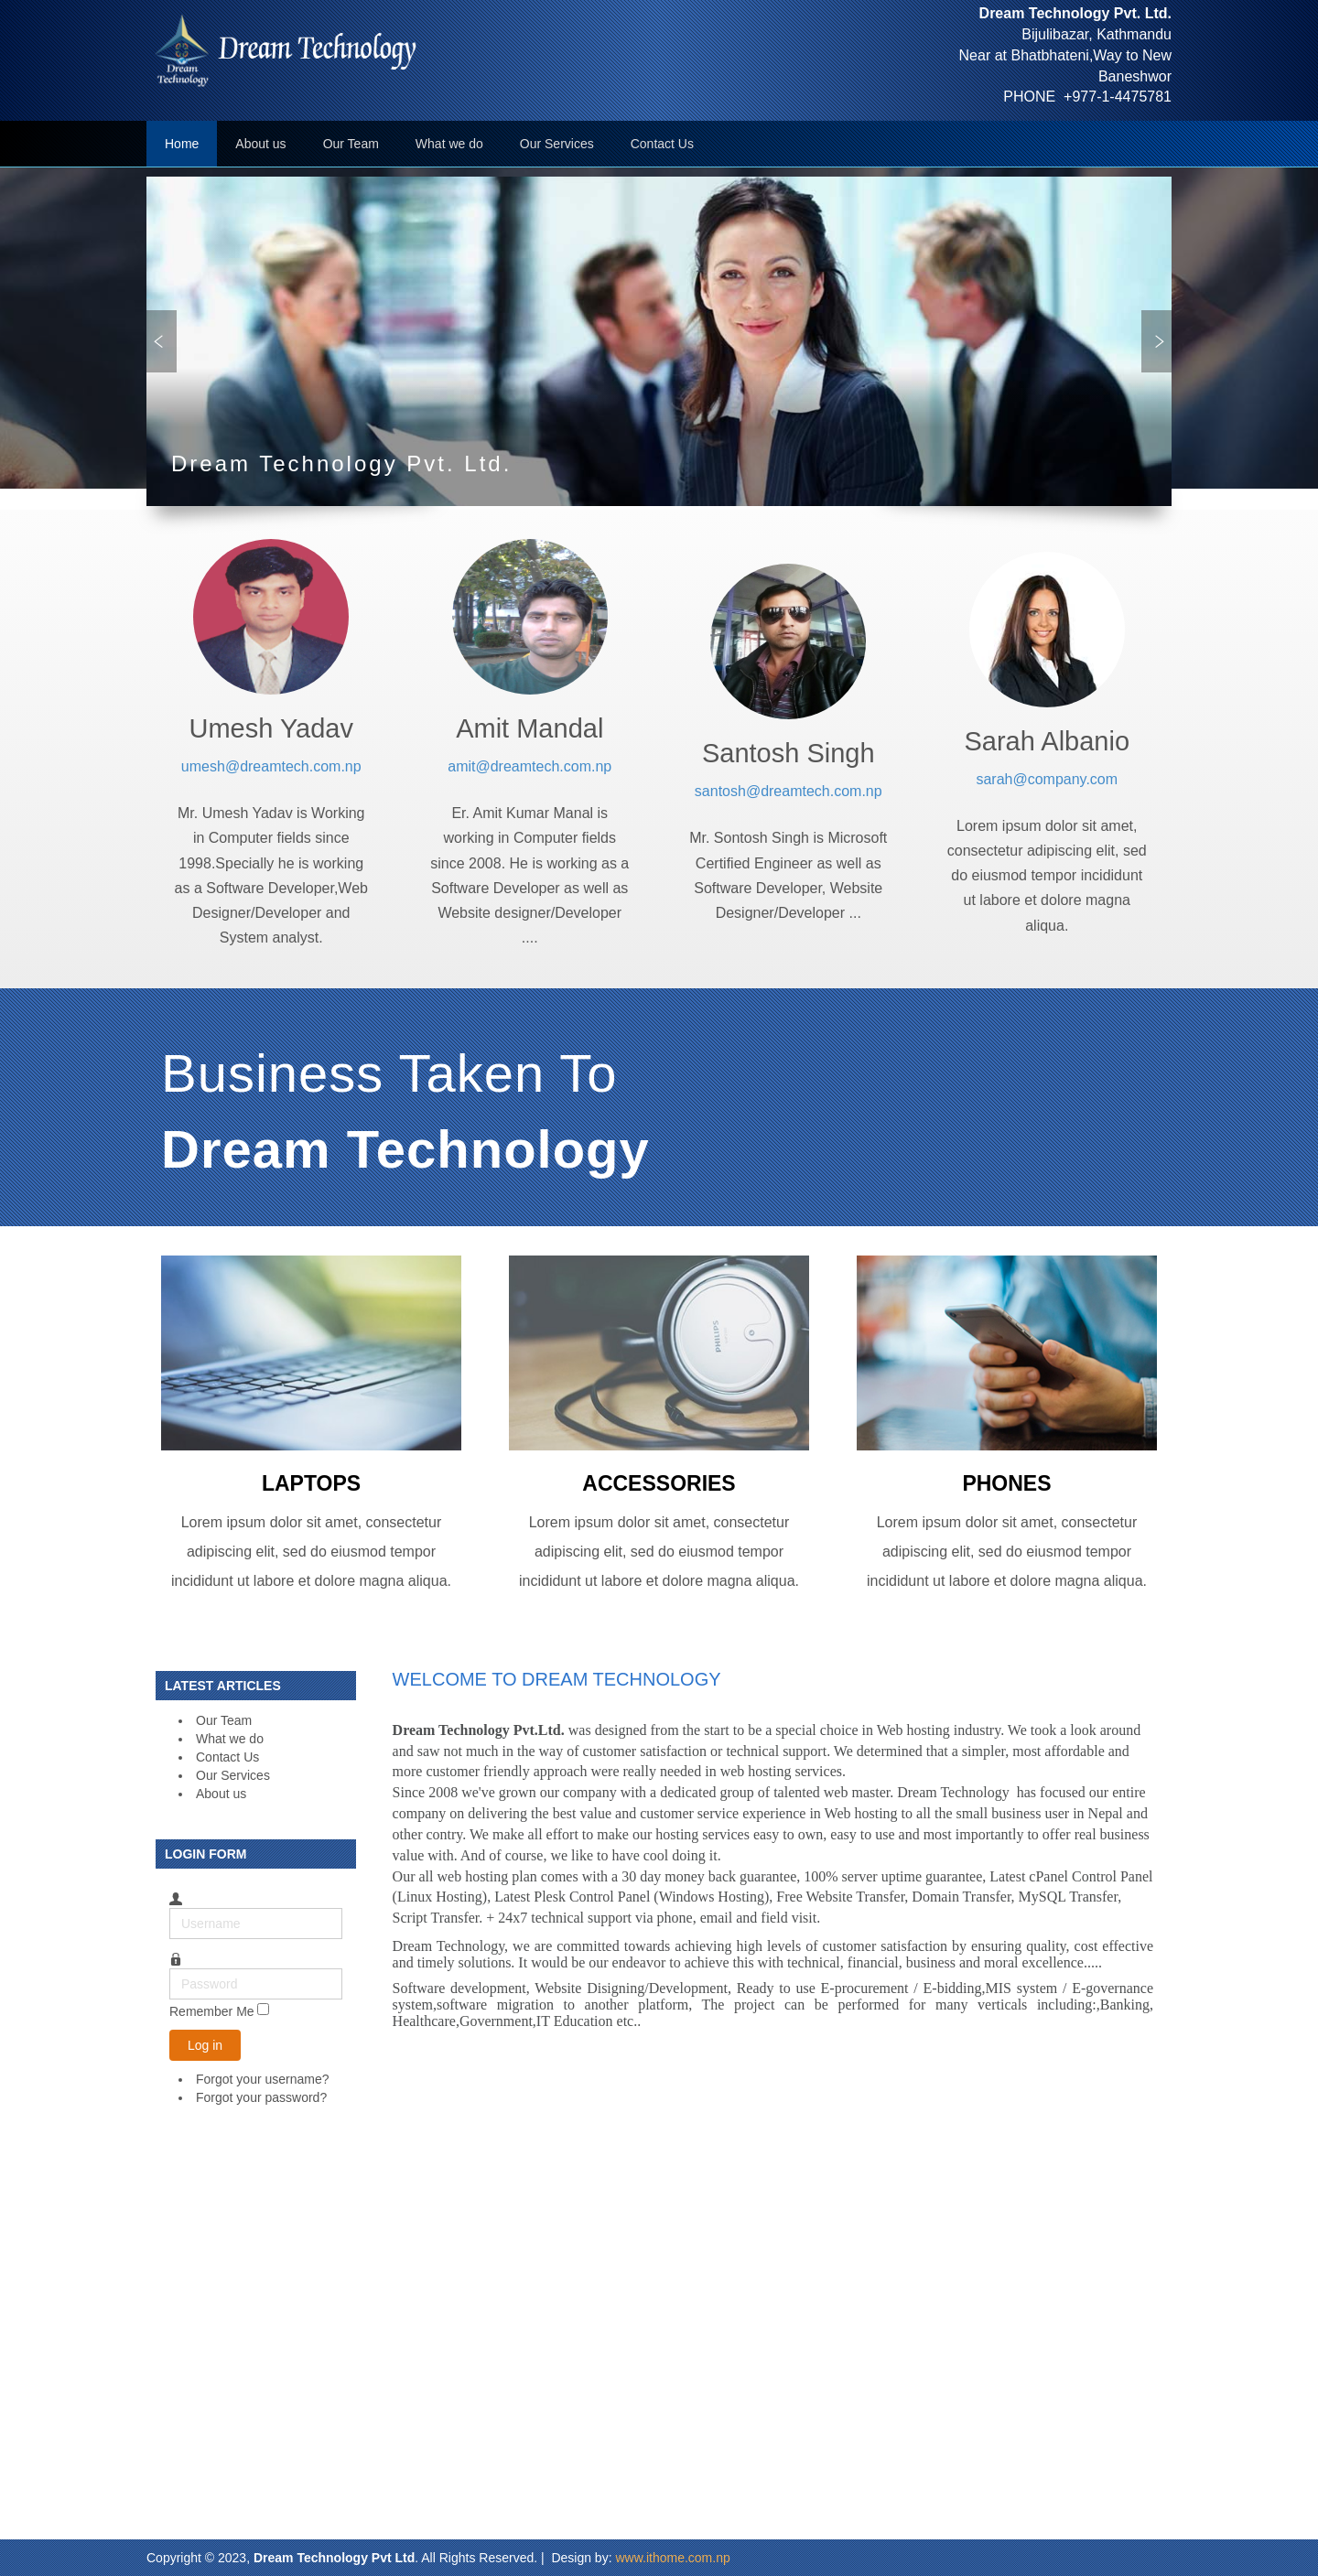 Dream Technology
Dream
Technology
Dream Technology Pvt. Ltd.
Bijulibazar, Kathmandu
Near at Bhatbhateni,Way to New
Baneshwor
PHONE  +977-1-4475781
Home About us Our Team What we do Our Services Contact Us
Dream Technology Pvt. Ltd.
Umesh Yadav
umesh@dreamtech.com.np
Mr. Umesh Yadav is Working
in Computer fields since
1998.Specially he is working
as a Software Developer,Web
Designer/Developer and
System analyst.
Amit Mandal
amit@dreamtech.com.np
Er. Amit Kumar Manal is
working in Computer fields
since 2008. He is working as a
Software Developer as well as
Website designer/Developer
....
Santosh Singh
santosh@dreamtech.com.np
Mr. Sontosh Singh is Microsoft
Certified Engineer as well as
Software Developer, Website
Designer/Developer ...
Sarah Albanio
sarah@company.com
Lorem ipsum dolor sit amet,
consectetur adipiscing elit, sed
do eiusmod tempor incididunt
ut labore et dolore magna
aliqua.
Business Taken To
Dream Technology
PHILIPS
LAPTOPS
Lorem ipsum dolor sit amet, consectetur
adipiscing elit, sed do eiusmod tempor
incididunt ut labore et dolore magna aliqua.
ACCESSORIES
Lorem ipsum dolor sit amet, consectetur
adipiscing elit, sed do eiusmod tempor
incididunt ut labore et dolore magna aliqua.
PHONES
Lorem ipsum dolor sit amet, consectetur
adipiscing elit, sed do eiusmod tempor
incididunt ut labore et dolore magna aliqua.
LATEST ARTICLES
Our Team
What we do
Contact Us
Our Services
About us
LOGIN FORM
Username
Password
Remember Me
Log in
Forgot your username?
Forgot your password?
WELCOME TO DREAM TECHNOLOGY
Dream Technology Pvt.Ltd. was designed from the start to be a special choice in Web hosting industry. We took a look around
and saw not much in the way of customer satisfaction or technical support. We determined that a simpler, most affordable and
more customer friendly approach were really needed in web hosting services.
Since 2008 we've grown our company with a dedicated group of talented web master. Dream Technology  has focused our entire
company on delivering the best value and customer service experience in Web hosting to all the small business user in Nepal and
other contry. We make all effort to make our hosting services easy to own, easy to use and most importantly to offer real business
value with. And of course, we like to have cool doing it.
Our all web hosting plan comes with a 30 day money back guarantee, 100% server uptime guarantee, Latest cPanel Control Panel
(Linux Hosting), Latest Plesk Control Panel (Windows Hosting), Free Website Transfer, Domain Transfer, MySQL Transfer,
Script Transfer. + 24x7 technical support via phone, email and field visit.
Dream Technology, we are committed towards achieving high levels of customer satisfaction by ensuring quality, cost effective
and timely solutions. It would be our endeavor to achieve this with technical, financial, business and moral excellence.....
Software development, Website Disigning/Development, Ready to use E-procurement / E-bidding,MIS system / E-governance
system,software migration to another platform, The project can be performed for many verticals including:,Banking,
Healthcare,Government,IT Education etc..
Copyright © 2023, Dream Technology Pvt Ltd. All Rights Reserved. |  Design by: www.ithome.com.np